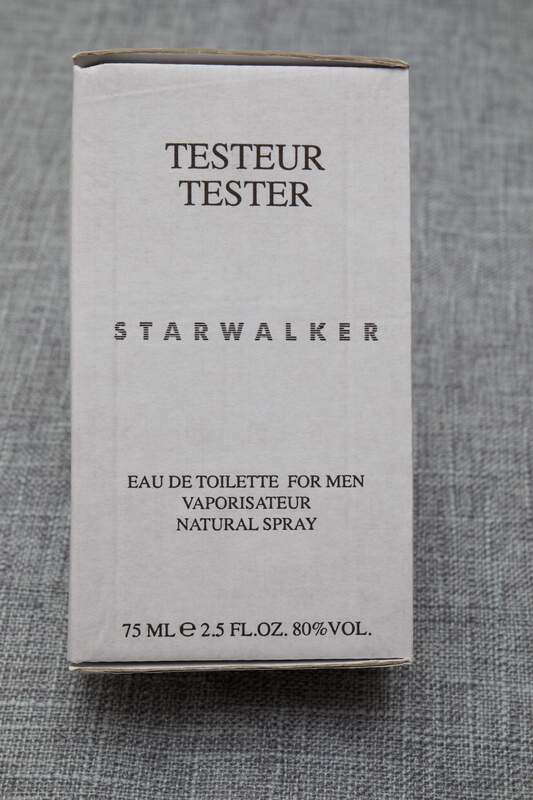 TESTEUR
TESTER
STARWALKER
EAU DE TOILETTE FOR MEN
VAPORISATEUR
NATURAL SPRAY
75 ML ℮ 2.5 FL.OZ. 80%VOL.